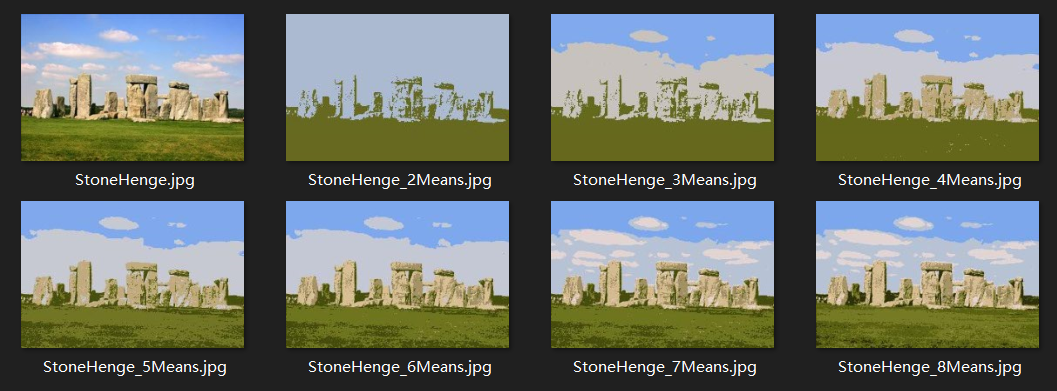 StoneHenge.jpg
StoneHenge_2Means.jpg
StoneHenge_3Means.jpg
StoneHenge_4Means.jpg
StoneHenge_5Means.jpg
StoneHenge_6Means.jpg
StoneHenge_7Means.jpg
StoneHenge_8Means.jpg